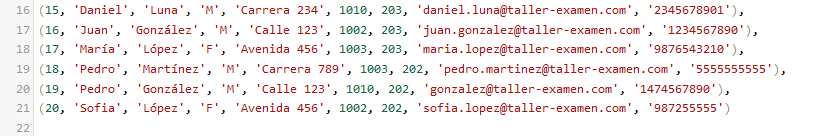 16 (15, 'Daniel', 'Luna', 'M', 'Carrera 234', 1010, 203, 'daniel.luna@taller-examen.com', '2345678901'),
17 (16, 'Juan', 'González', 'M', 'Calle 123', 1002, 203, 'juan.gonzalez@taller-examen.com', '1234567890'),
18 (17, 'María', 'López', 'F', 'Avenida 456', 1003, 203, 'maria.lopez@taller-examen.com', '9876543210'),
19 (18, 'Pedro', 'Martínez', 'M', 'Carrera 789', 1003, 202, 'pedro.martinez@taller-examen.com', '5555555555'),
20 (19, 'Pedro', 'González', 'M', 'Calle 123', 1010, 202, 'gonzalez@taller-examen.com', '1474567890'),
21 (20, 'Sofia', 'López', 'F', 'Avenida 456', 1002, 202, 'sofia.lopez@taller-examen.com', '987255555')
22